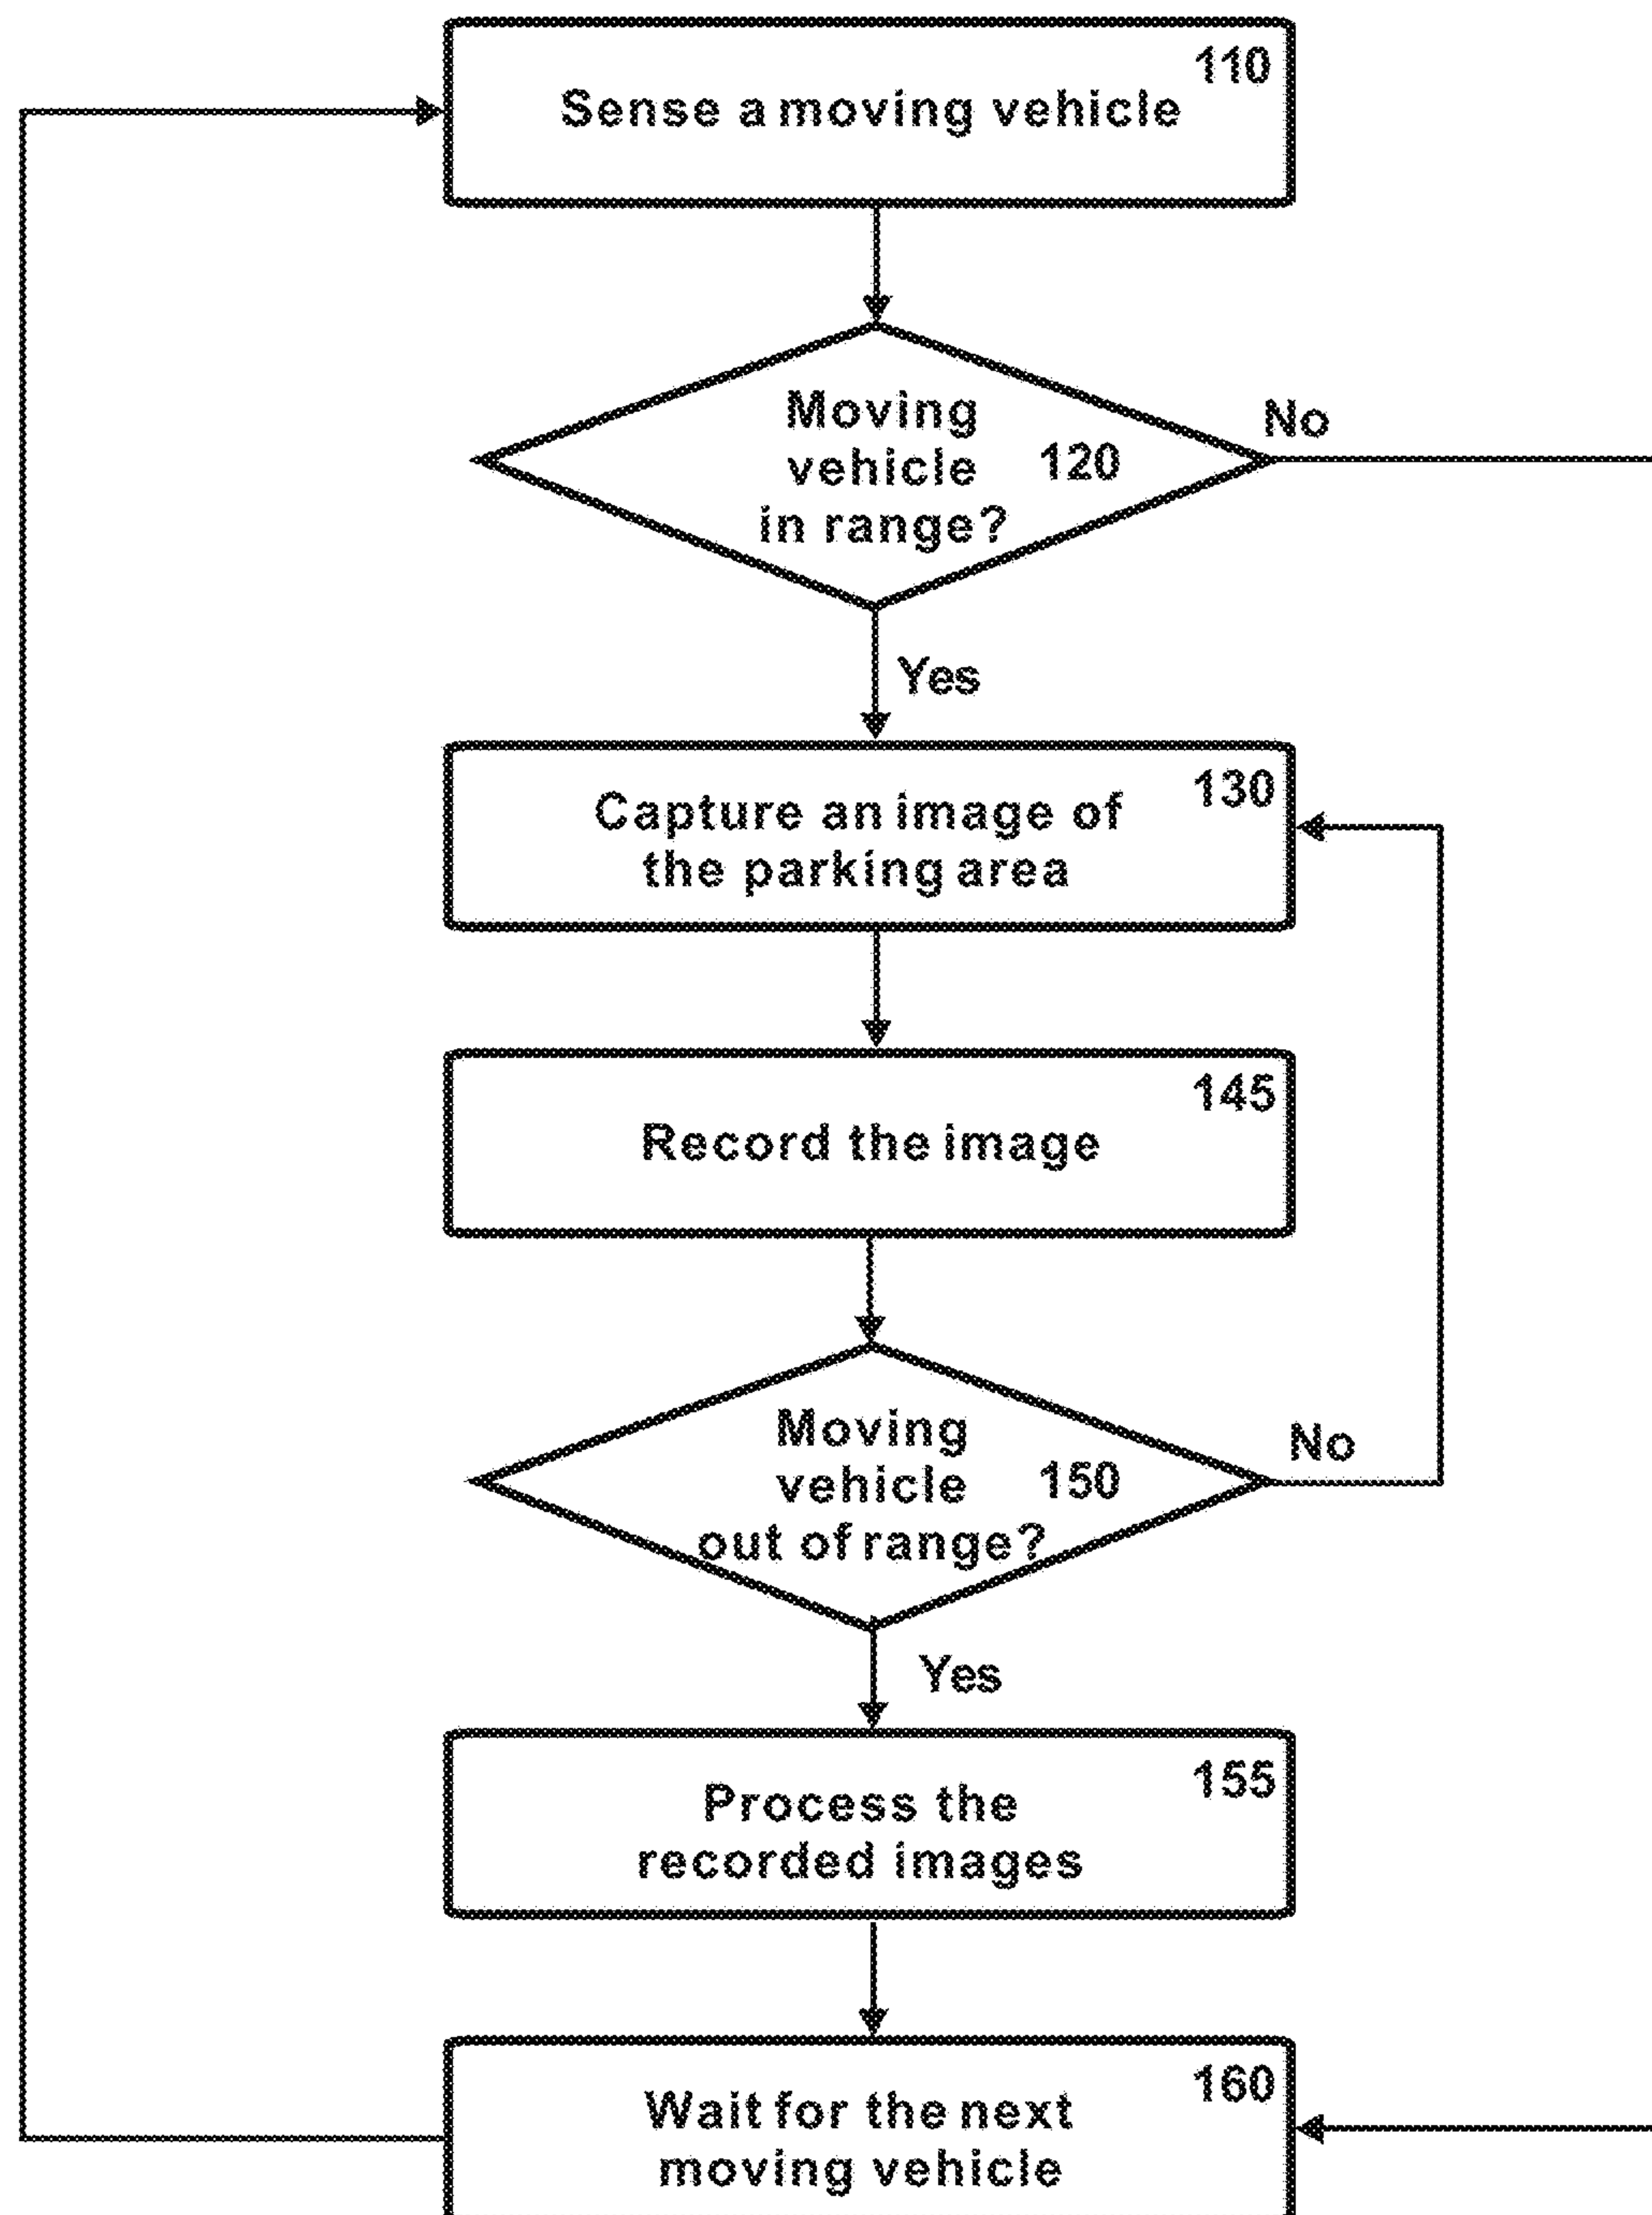 110
Sense a moving vehicle
Moving
vehicle 120
in range?
No
Yes
130
Capture an image of
the parking area
145
Record the image
Moving
vehicle 150
out of range?
No
Yes
155
Process the
recorded images
160
Wait for the next
moving vehicle